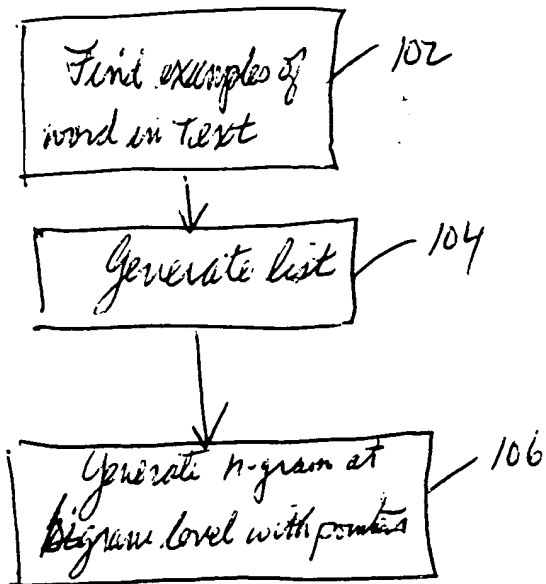 Find examples of
word in Text
102
Generate list
104
Generate n-gram at
bigram level with pointers
106